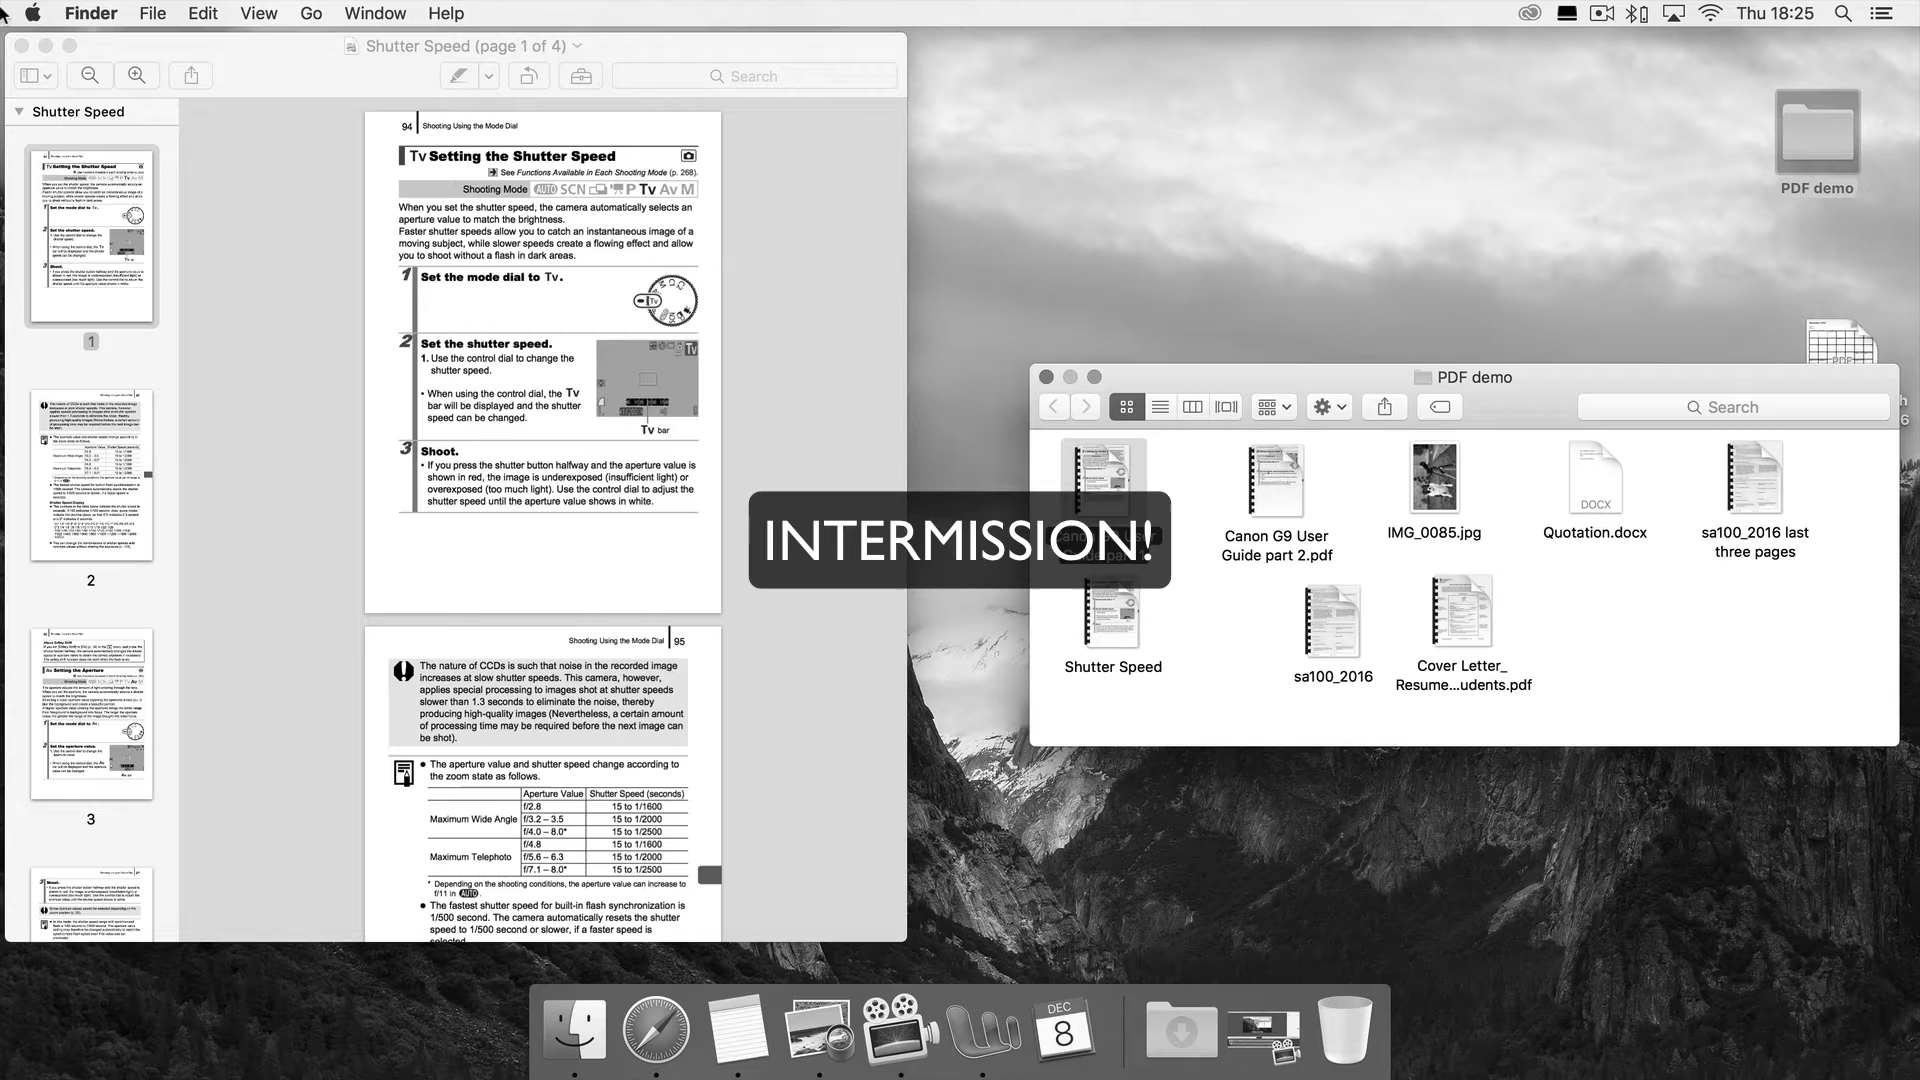 Finder File Edit View Go Window Help
Thu 18:25
Shutter Speed (page 1 of 4)
Search
Shutter Speed
1
2
3
94 Shooting Using the Mode Dial
Tv Setting the Shutter Speed
See Functions Available in Each Shooting Mode (p. 268).
Shooting Mode AUTO SCN P Tv Av M
When you set the shutter speed, the camera automatically selects an
aperture value to match the brightness.
Faster shutter speeds allow you to catch an instantaneous image of a
moving subject, while slower speeds create a flowing effect and allow
you to shoot without a flash in dark areas.
1 Set the mode dial to Tv.
2 Set the shutter speed.
1. Use the control dial to change the
shutter speed.
• When using the control dial, the Tv
bar will be displayed and the shutter
speed can be changed.
Tv
Tv bar
3 Shoot.
• If you press the shutter button halfway and the aperture value is
shown in red, the image is underexposed (insufficient light) or
overexposed (too much light). Use the control dial to adjust the
shutter speed until the aperture value shows in white.
Shooting Using the Mode Dial 95
The nature of CCDs is such that noise in the recorded image
increases at slow shutter speeds. This camera, however,
applies special processing to images shot at shutter speeds
slower than 1.3 seconds to eliminate the noise, thereby
producing high-quality images (Nevertheless, a certain amount
of processing time may be required before the next image can
be shot).
● The aperture value and shutter speed change according to
the zoom state as follows.
Aperture Value Shutter Speed (seconds)
f/2.8 15 to 1/1600
Maximum Wide Angle f/3.2 – 3.5 15 to 1/2000
f/4.0 – 8.0* 15 to 1/2500
f/4.8 15 to 1/1600
Maximum Telephoto f/5.6 – 6.3 15 to 1/2000
f/7.1 – 8.0* 15 to 1/2500
* Depending on the shooting conditions, the aperture value can increase to
f/11 in AUTO.
● The fastest shutter speed for built-in flash synchronization is
1/500 second. The camera automatically resets the shutter
speed to 1/500 second or slower, if a faster speed is
selected.
INTERMISSION!
PDF demo
PDF demo
Search
Canon G9 User
Guide part 2.pdf
IMG_0085.jpg
DOCX
Quotation.docx
sa100_2016 last
three pages
Shutter Speed
sa100_2016
Cover Letter_
Resume...udents.pdf
DEC
8